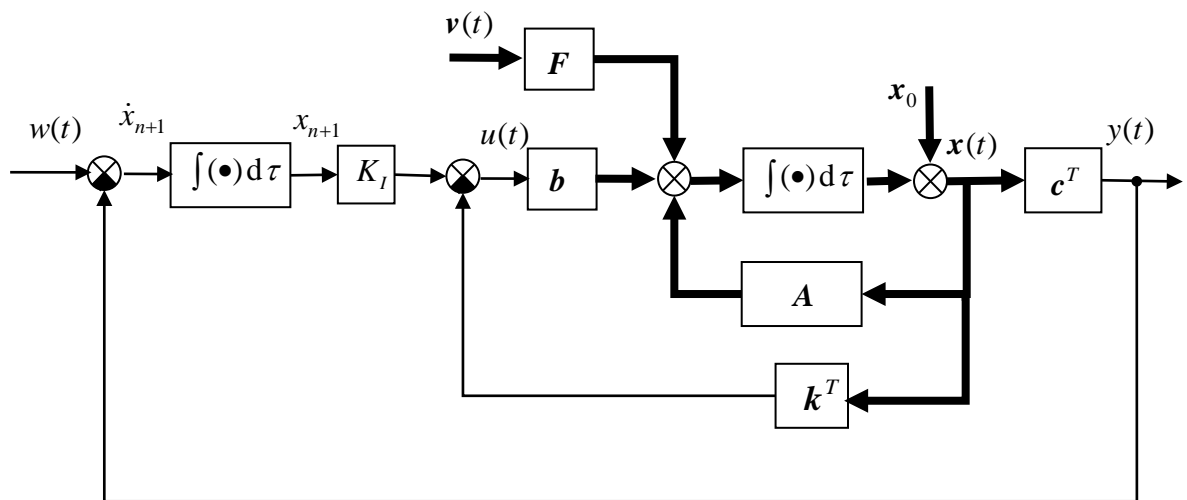 v(t)
F
x₀
w(t)
ẋₙ₊₁
xₙ₊₁
u(t)
x(t)
y(t)
∫(•)dτ
K_I
b
∫(•)dτ
cᵀ
A
kᵀ